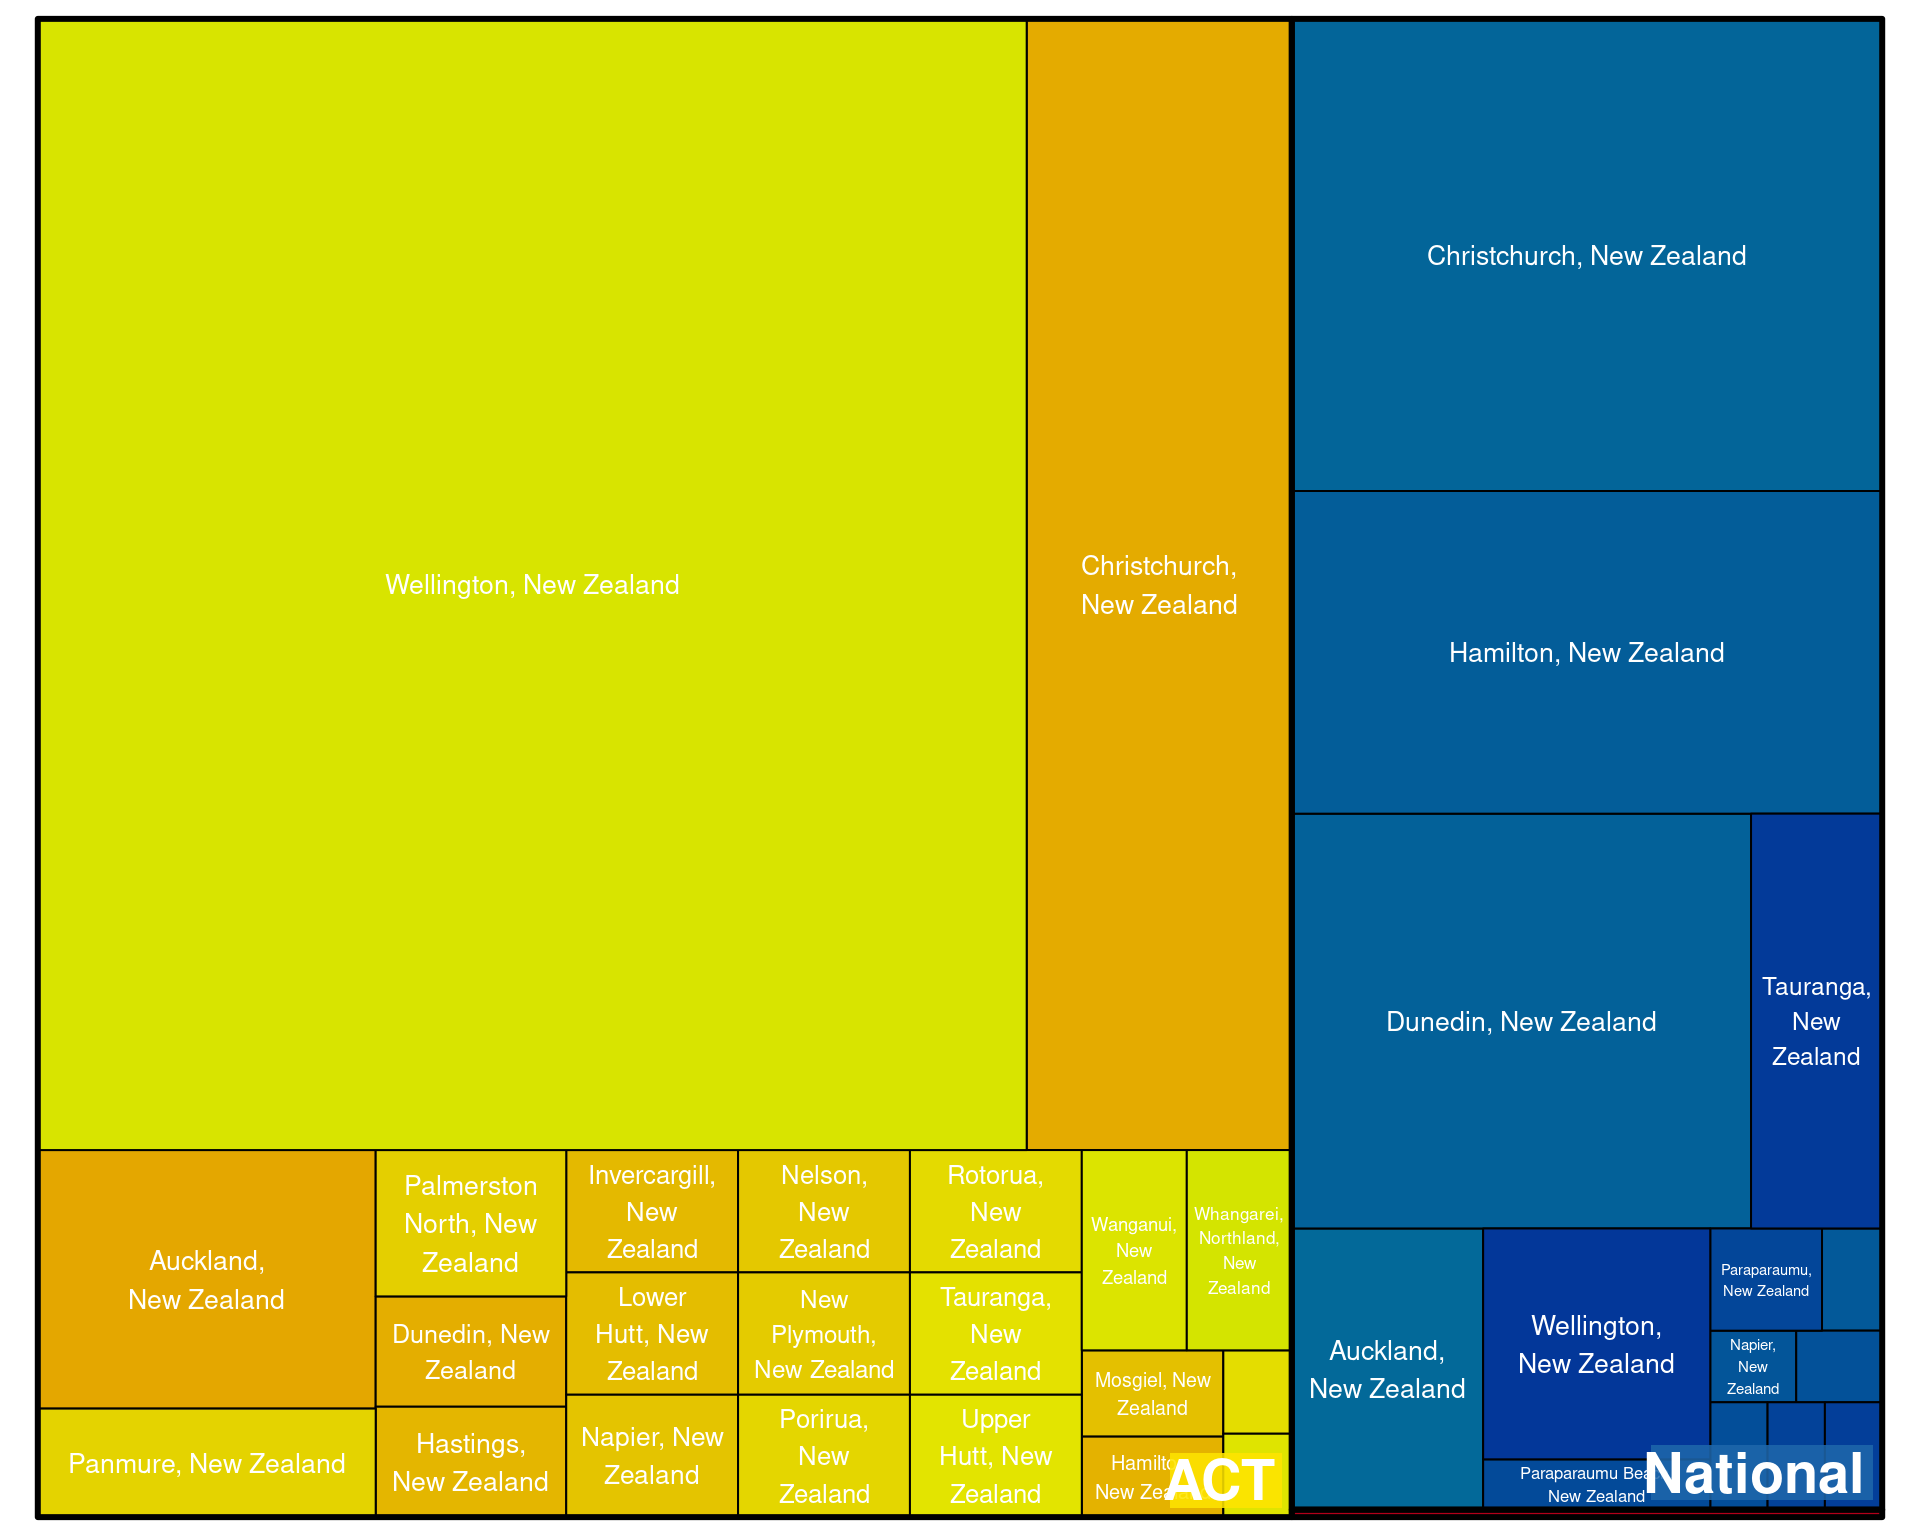 Wellington, New Zealand
Christchurch,
New Zealand
Auckland,
New Zealand
Panmure, New Zealand
Palmerston
North, New
Zealand
Dunedin, New
Zealand
Hastings,
New Zealand
Invercargill,
New
Zealand
Lower
Hutt, New
Zealand
Napier, New
Zealand
Nelson,
New
Zealand
New
Plymouth,
New Zealand
Porirua,
New
Zealand
Rotorua,
New
Zealand
Tauranga,
New
Zealand
Upper
Hutt, New
Zealand
Wanganui,
New
Zealand
Whangarei,
Northland,
New
Zealand
Mosgiel, New
Zealand
New
ACT
Christchurch, New Zealand
Hamilton, New Zealand
Dunedin, New Zealand
Tauranga,
New
Zealand
Auckland,
New Zealand
Wellington,
New Zealand
Paraparaumu
New Zealand
Paraparaumu,
New Zealand
Napier,
New
Zealand
National